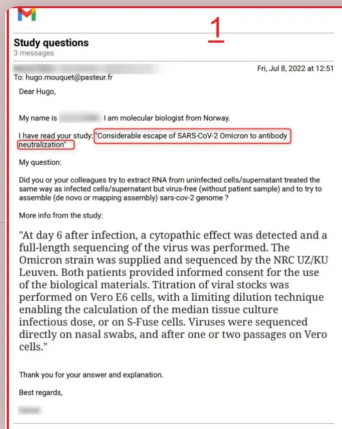 1
Study questions
3 messages
Fri, Jul 8, 2022 at 12:51
To: hugo.mouquet@pasteur.fr
Dear Hugo,
My name is I am molecular biologist from Norway.
I have read your study: "Considerable escape of SARS-CoV-2 Omicron to antibody
neutralization"
My question:
Did you or your colleagues try to extract RNA from uninfected cells/supernatant treated the
same way as infected cells/supernatant but virus-free (without patient sample) and to try to
assemble (de novo or mapping assembly) sars-cov-2 genome ?
More info from the study:
"At day 6 after infection, a cytopathic effect was detected and a
full-length sequencing of the virus was performed. The
Omicron strain was supplied and sequenced by the NRC UZ/KU
Leuven. Both patients provided informed consent for the use
of the biological materials. Titration of viral stocks was
performed on Vero E6 cells, with a limiting dilution technique
enabling the calculation of the median tissue culture
infectious dose, or on S-Fuse cells. Viruses were sequenced
directly on nasal swabs, and after one or two passages on Vero
cells."
Thank you for your answer and explanation.
Best regards,